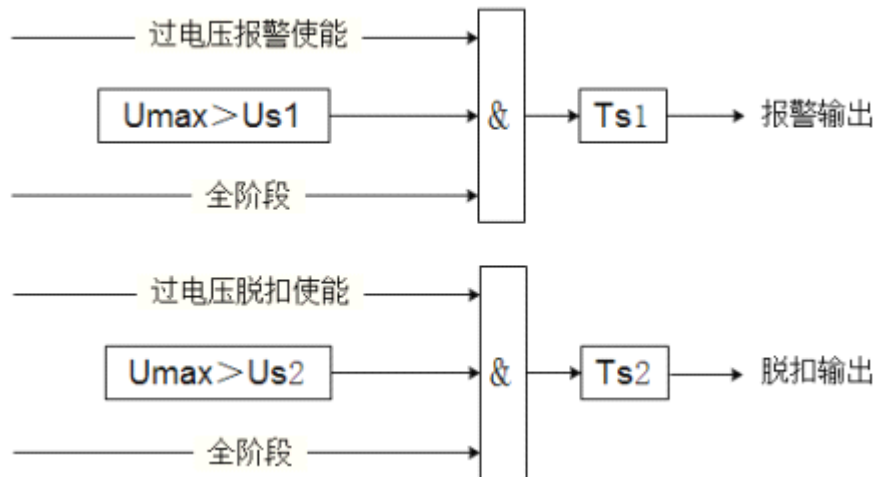 过电压报警使能
Umax＞Us1
&
Ts1
报警输出
全阶段
过电压脱扣使能
Umax＞Us2
&
Ts2
脱扣输出
全阶段